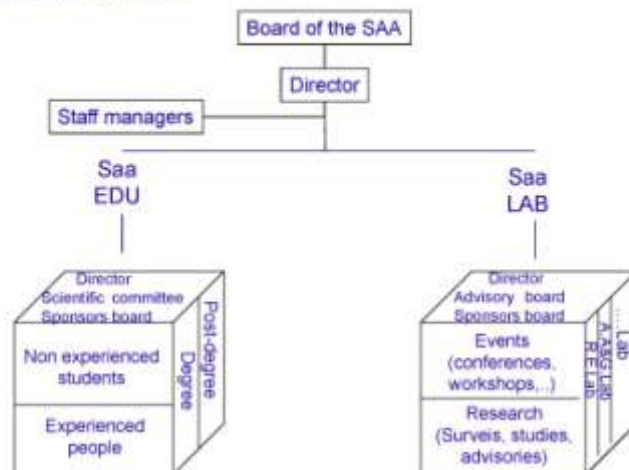 Board of the SAA
Director
Staff managers
Saa
EDU
Saa
LAB
Director
Scientific committee
Sponsors board
Non experienced
students
Experienced
people
Degree
Post-degree
Director
Advisory board
Sponsors board
Events
(conferences,
workshops,..)
Research
(Surveis, studies,
advisories)
R.E.Lab
A.A&G Lab
... Lab